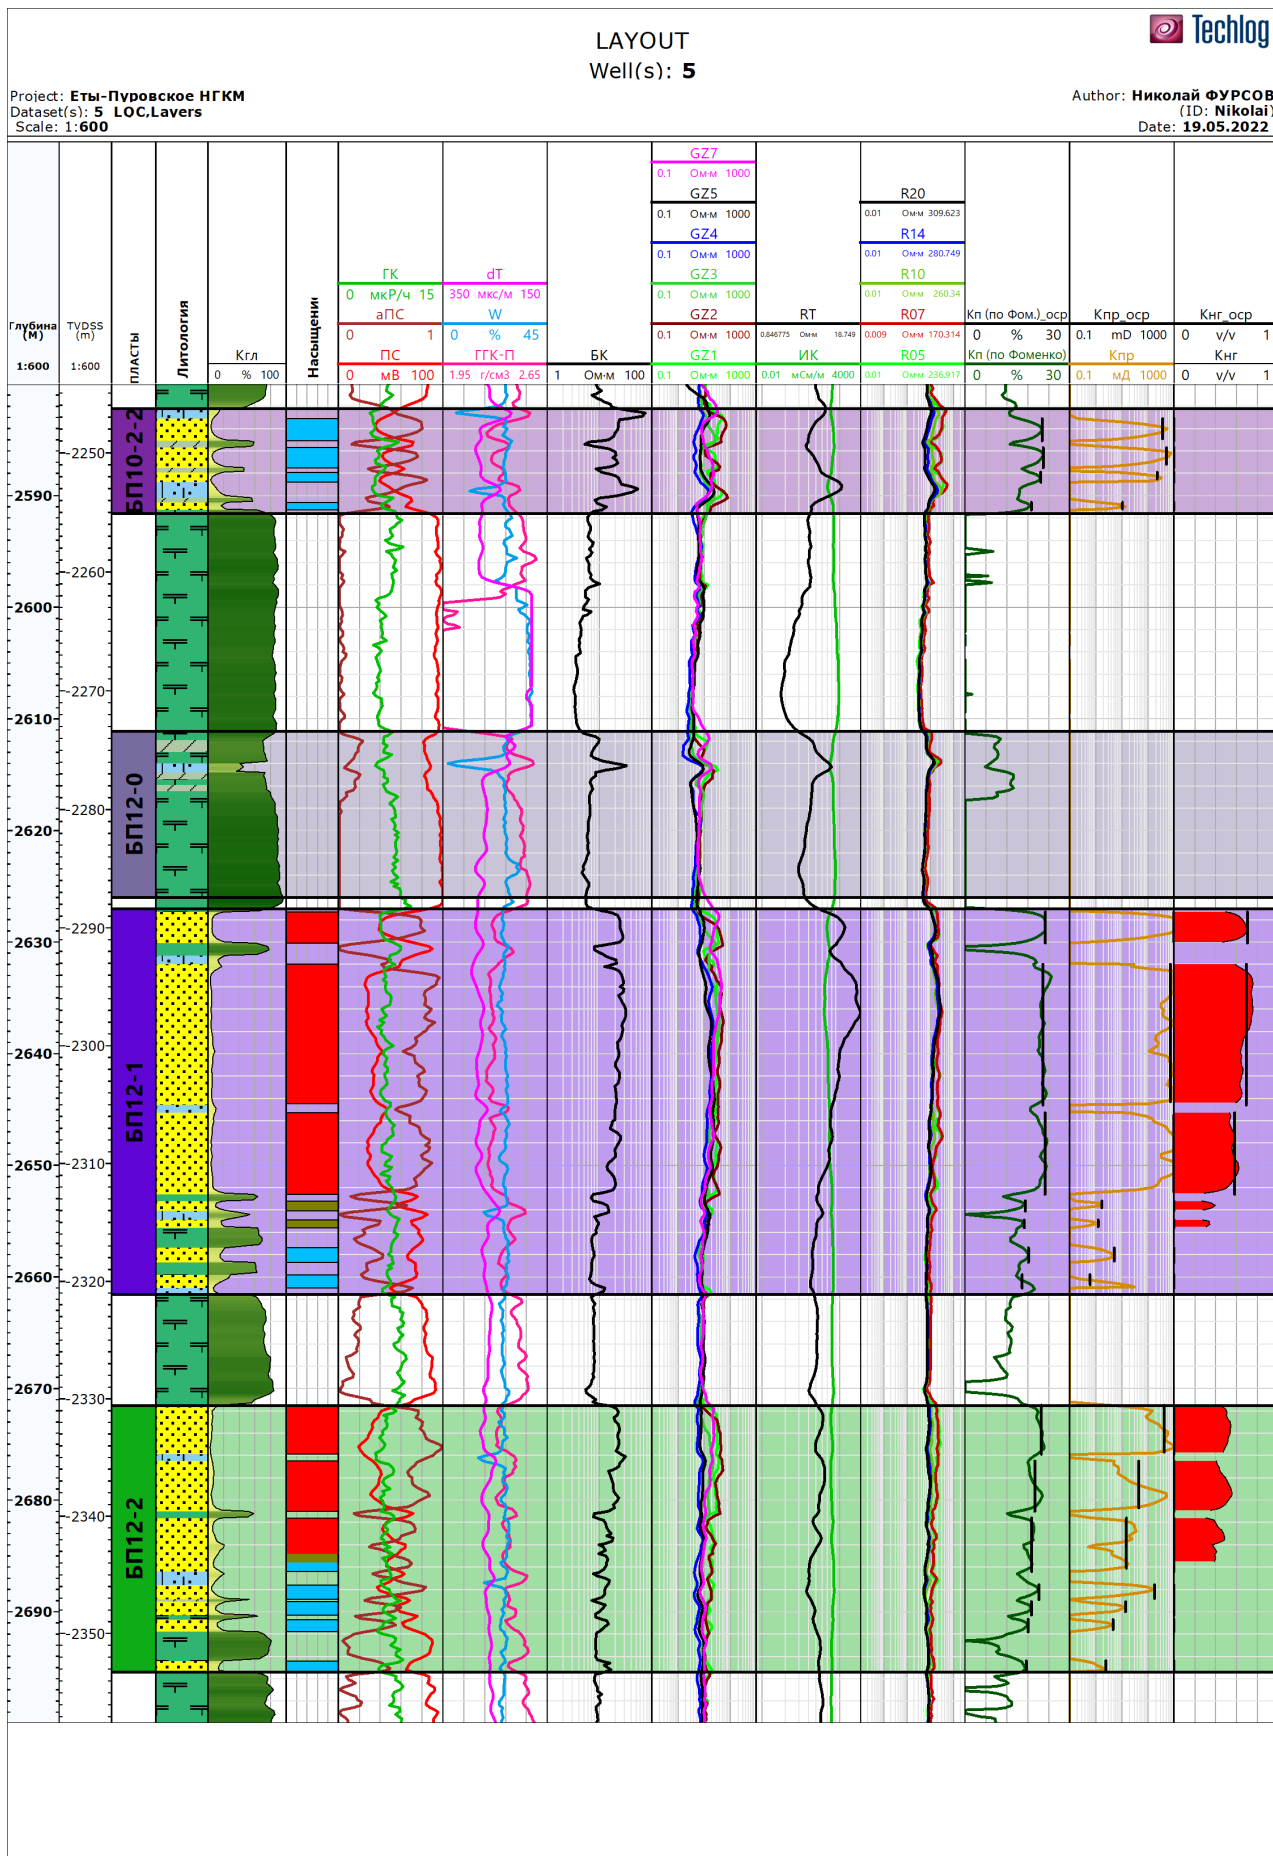 Techlog
LAYOUT
Well(s): 5
Project: Еты-Пуровское НГКМ
Dataset(s): 5 LOC,Layers
Scale: 1:600
Author: Николай ФУРСОВ
(ID: Nikolai)
Date: 19.05.2022
Глубина
(М)
1:600
TVDSS
(m)
1:600
ПЛАСТЫ
Литология
Кгл
0 % 100
Насыщение
ГК
0 мкР/ч 15
аПС
0 1
ПС
0 мВ 100
dT
350 мкс/м 150
W
0 % 45
ГГК-П
1.95 г/см3 2.65
БК
1 Ом·м 100
GZ7
0.1 Ом·м 1000
GZ5
0.1 Ом·м 1000
GZ4
0.1 Ом·м 1000
GZ3
0.1 Ом·м 1000
GZ2
0.1 Ом·м 1000
GZ1
0.1 Ом·м 1000
RT
0.846775 Ом·м 18.749
ИК
0.01 мСм/м 4000
R20
0.01 Ом·м 309.623
R14
0.01 Ом·м 280.749
R10
0.01 Ом·м 260.34
R07
0.009 Ом·м 170.314
R05
0.01 Ом·м 236.917
Кп (по Фом.)_оср
0 % 30
Кп (по Фоменко)
0 % 30
Кпр_оср
0.1 mD 1000
Кпр
0.1 мД 1000
Кнг_оср
0 v/v 1
Кнг
0 v/v 1
БП10-2-2
-2250
2590
-2260
2600
-2270
2610
БП12-0
-2280
2620
-2290
2630
БП12-1
-2300
2640
-2310
2650
2660
-2320
2670
-2330
БП12-2
2680
-2340
2690
-2350